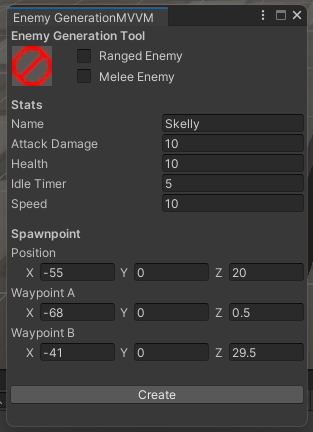 Enemy GenerationMVVM
Enemy Generation Tool
Ranged Enemy
Melee Enemy
Stats
Name Skelly
Attack Damage 10
Health 10
Idle Timer 5
Speed 10
Spawnpoint
Position
X -55 Y 0 Z 20
Waypoint A
X -68 Y 0 Z 0.5
Waypoint B
X -41 Y 0 Z 29.5
Create